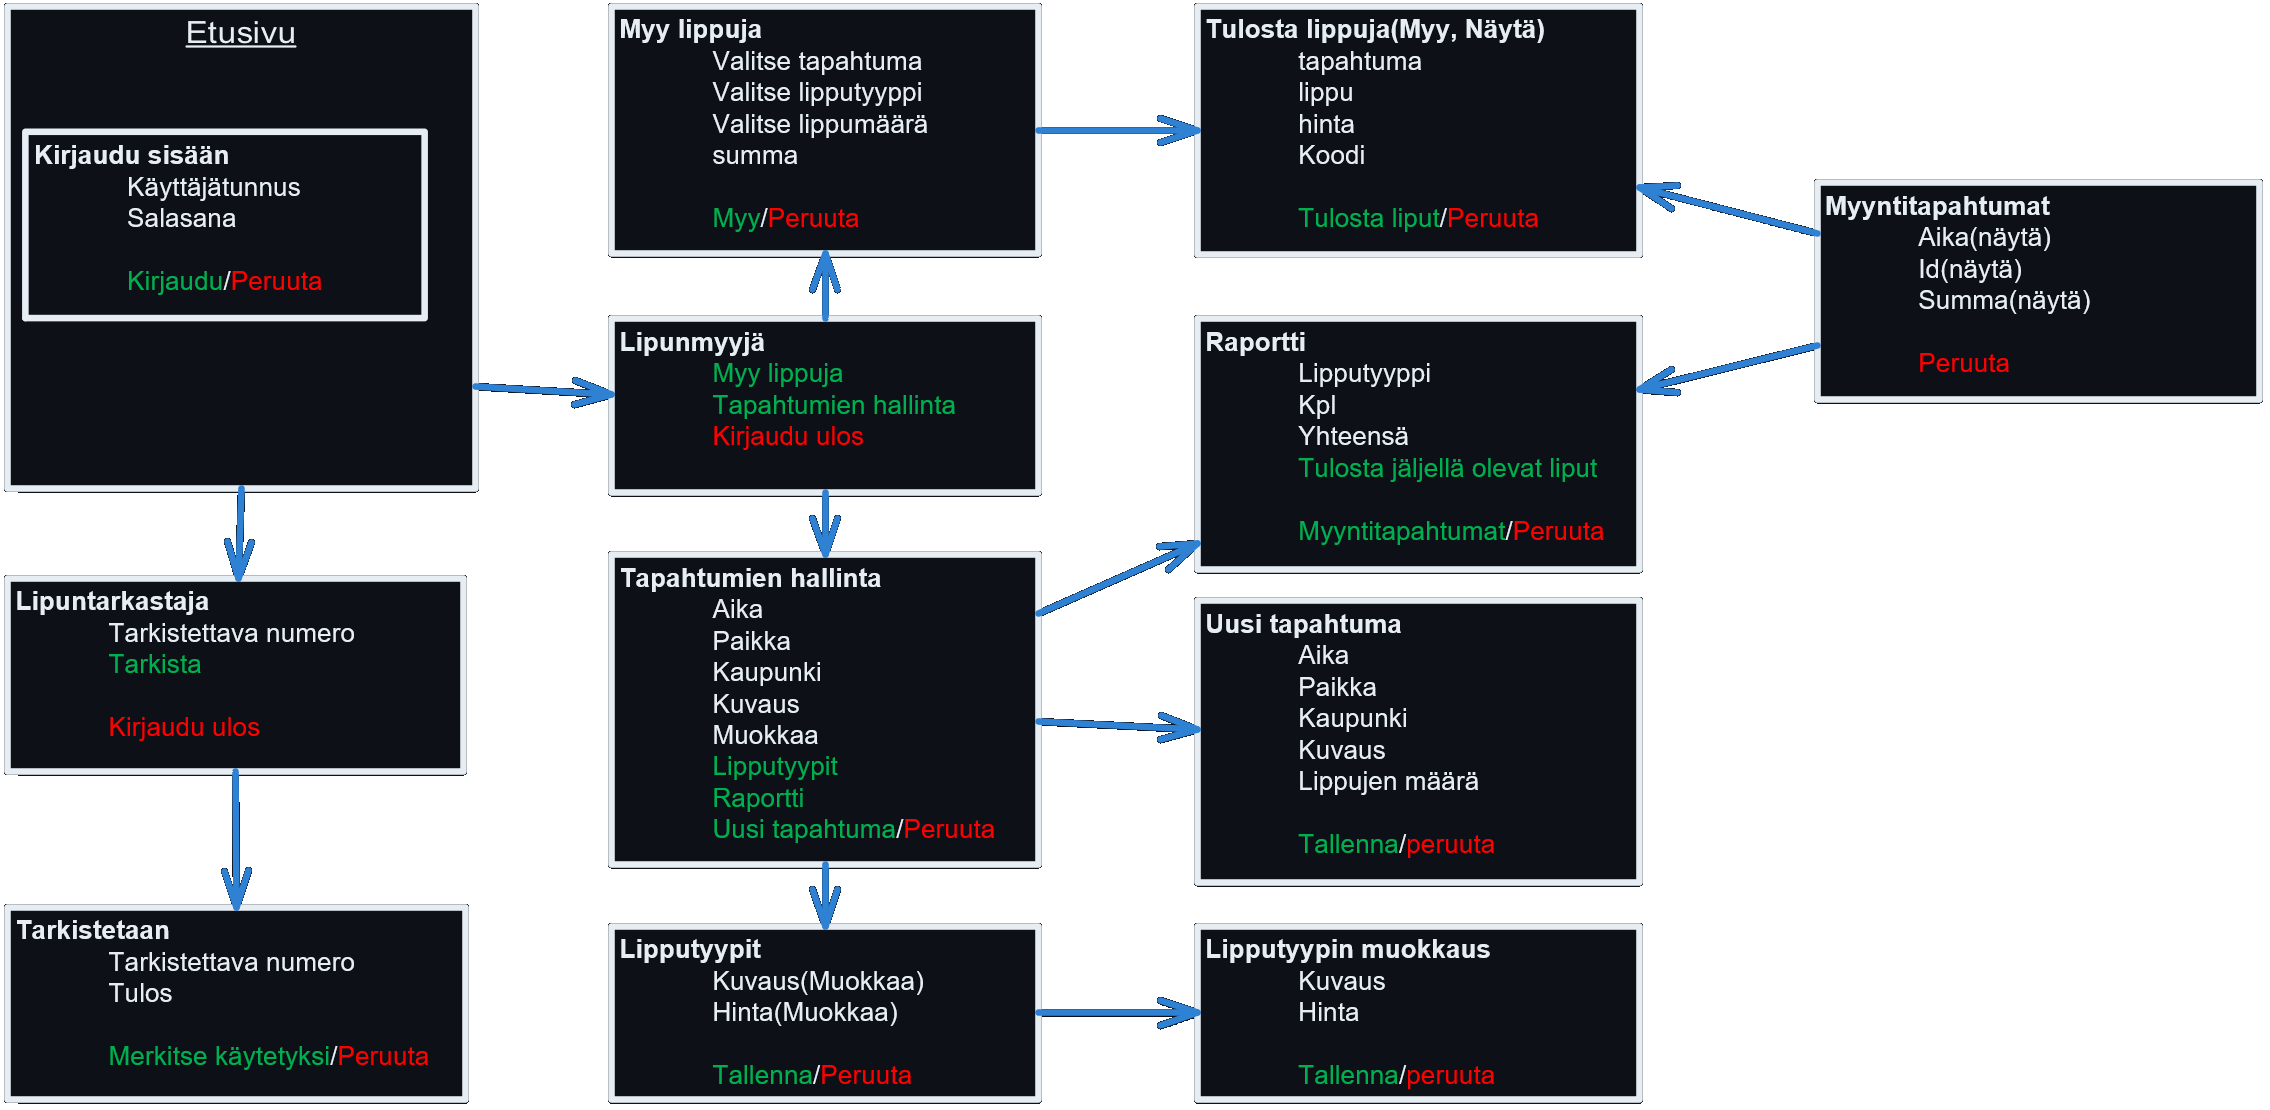 Etusivu
Kirjaudu sisään
Käyttäjätunnus
Salasana
Kirjaudu/Peruuta
Lipuntarkastaja
Tarkistettava numero
Tarkista
Kirjaudu ulos
Tarkistetaan
Tarkistettava numero
Tulos
Merkitse käytetyksi/Peruuta
Myy lippuja
Valitse tapahtuma
Valitse lipputyyppi
Valitse lippumäärä
summa
Myy/Peruuta
Lipunmyyjä
Myy lippuja
Tapahtumien hallinta
Kirjaudu ulos
Tapahtumien hallinta
Aika
Paikka
Kaupunki
Kuvaus
Muokkaa
Lipputyypit
Raportti
Uusi tapahtuma/Peruuta
Lipputyypit
Kuvaus(Muokkaa)
Hinta(Muokkaa)
Tallenna/Peruuta
Tulosta lippuja(Myy, Näytä)
tapahtuma
lippu
hinta
Koodi
Tulosta liput/Peruuta
Raportti
Lipputyyppi
Kpl
Yhteensä
Tulosta jäljellä olevat liput
Myyntitapahtumat/Peruuta
Uusi tapahtuma
Aika
Paikka
Kaupunki
Kuvaus
Lippujen määrä
Tallenna/peruuta
Lipputyypin muokkaus
Kuvaus
Hinta
Tallenna/peruuta
Myyntitapahtumat
Aika(näytä)
Id(näytä)
Summa(näytä)
Peruuta